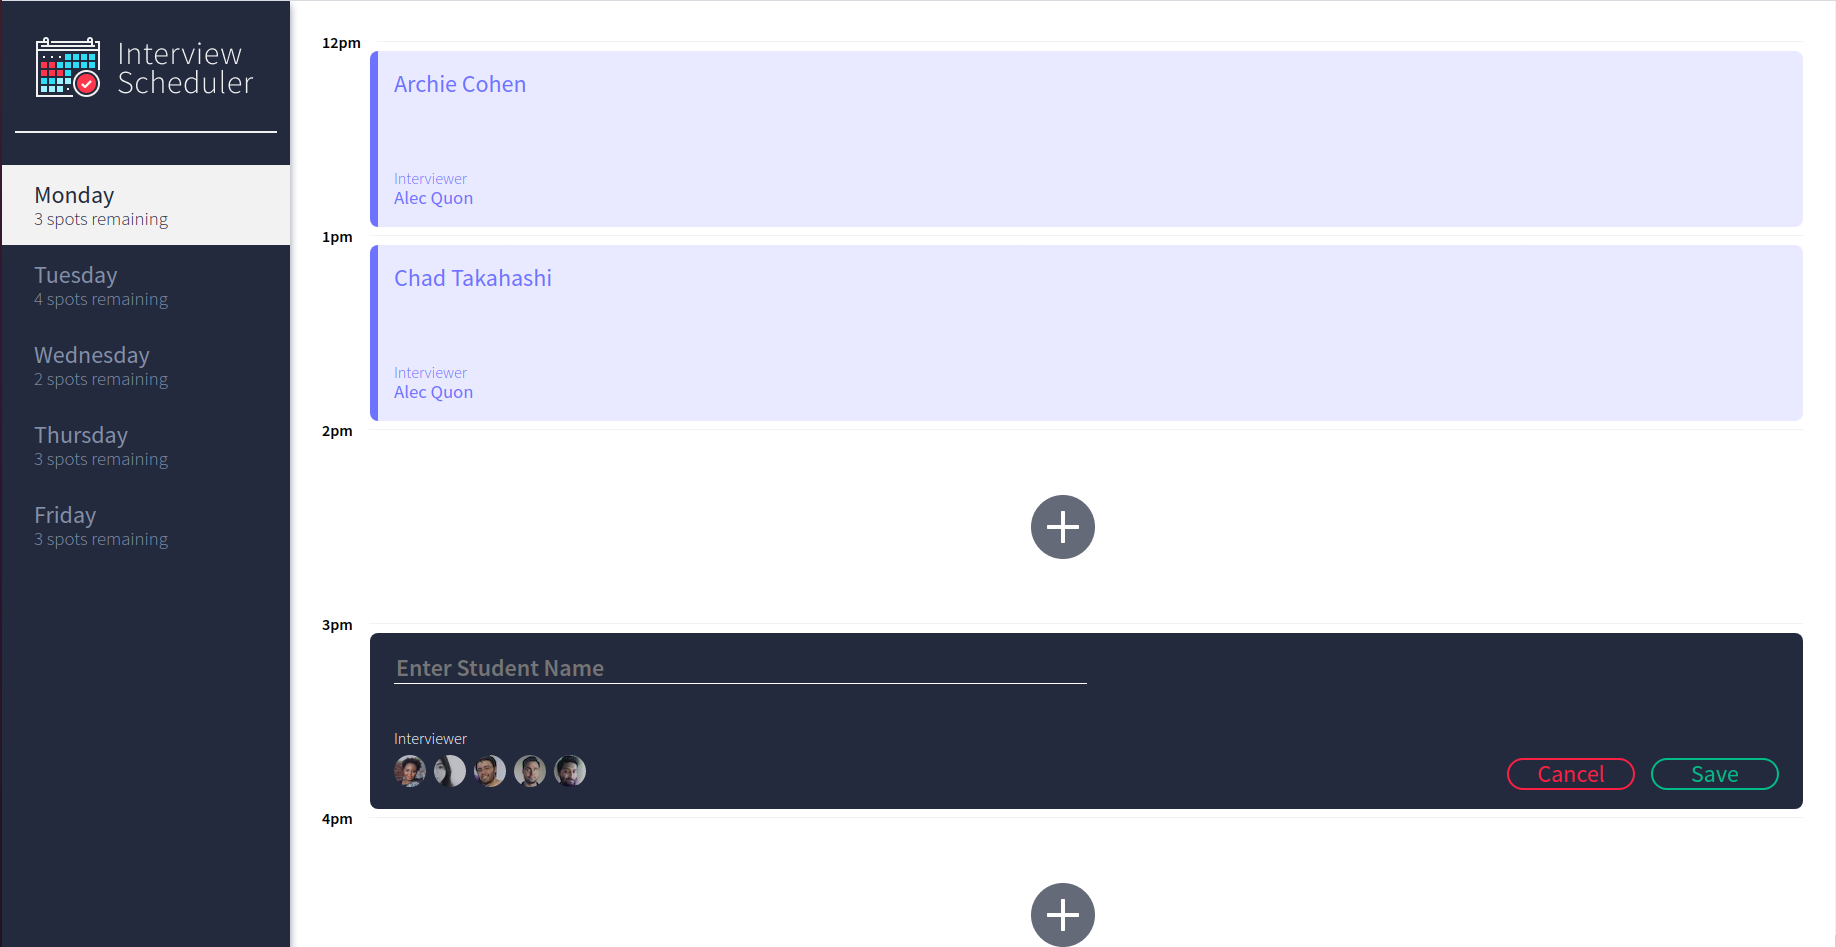 Interview
Scheduler
Monday
3 spots remaining
Tuesday
4 spots remaining
Wednesday
2 spots remaining
Thursday
3 spots remaining
Friday
3 spots remaining
12pm
Archie Cohen
Interviewer
Alec Quon
1pm
Chad Takahashi
Interviewer
Alec Quon
2pm
3pm
Enter Student Name
Interviewer
Cancel Save
4pm